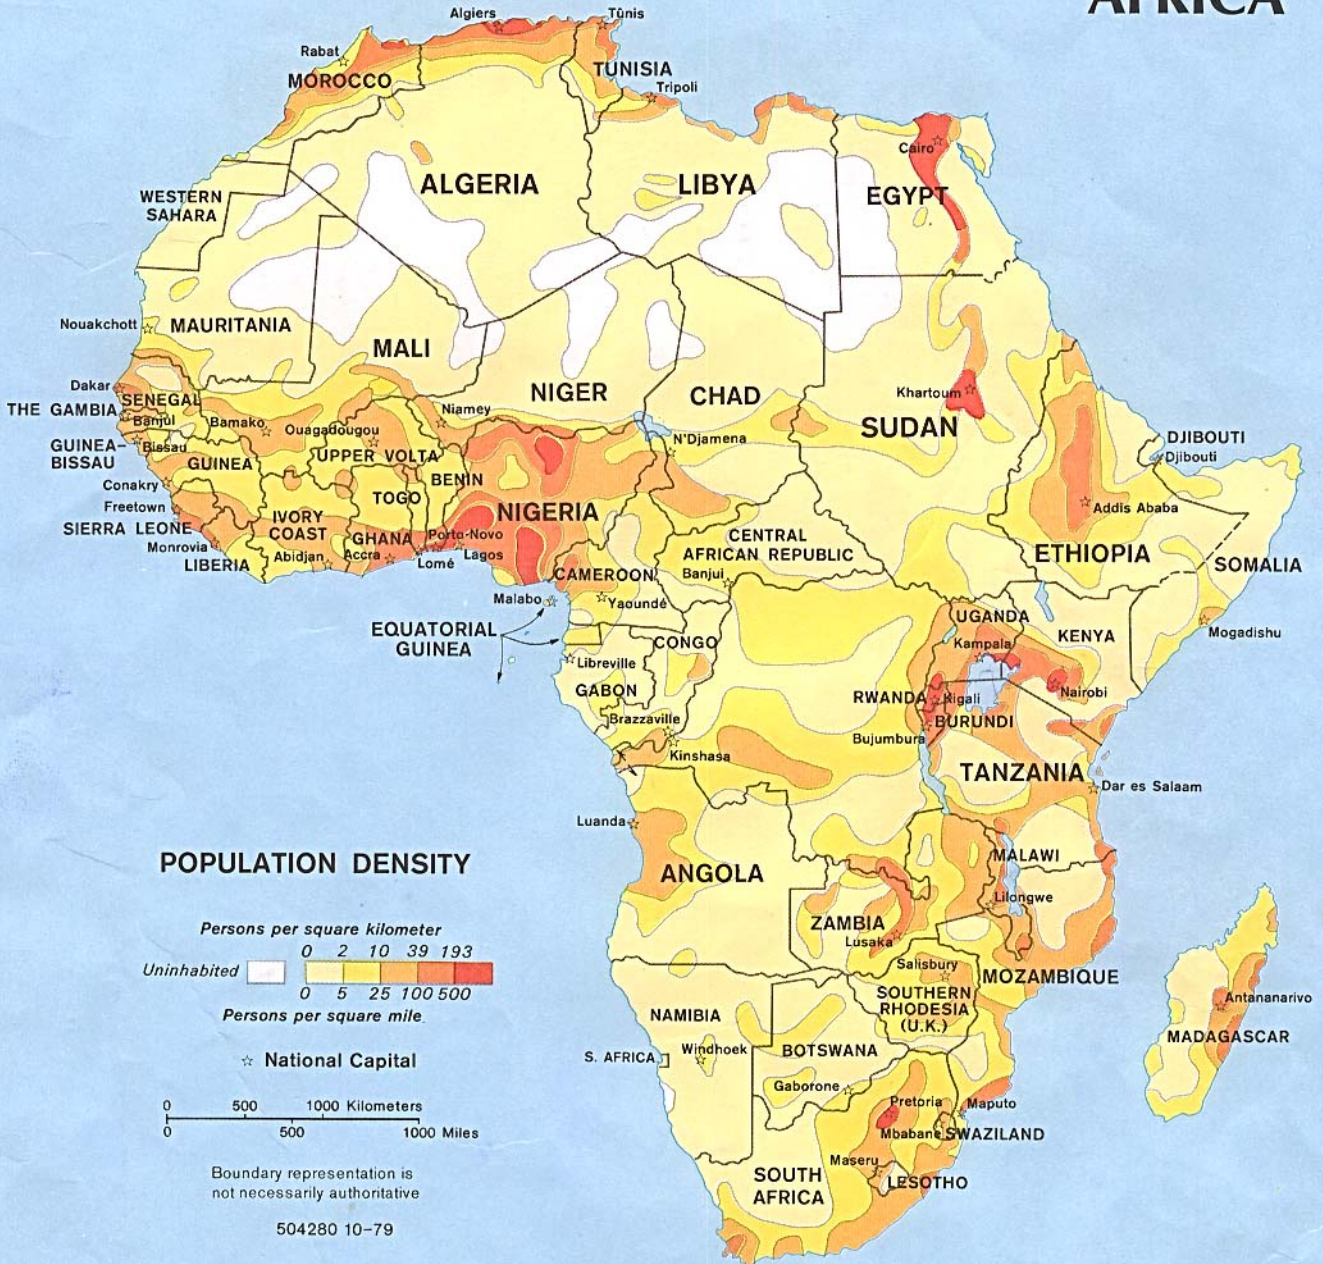 AFRICA
Algiers
Tūnis
Rabat
MOROCCO
TUNISIA
Tripoli
Cairo
ALGERIA
LIBYA
EGYPT
WESTERN
SAHARA
Nouakchott
MAURITANIA
MALI
NIGER
CHAD
Khartoum
SUDAN
Dakar
SENEGAL
THE GAMBIA
Banjul
Bamako
Niamey
Ouagadougou
N'Djamena
GUINEA-
BISSAU
Bissau
GUINEA
UPPER VOLTA
BENIN
DJIBOUTI
Djibouti
Conakry
TOGO
NIGERIA
Addis Ababa
Freetown
SIERRA LEONE
IVORY
COAST
GHANA
Porto-Novo
CENTRAL
AFRICAN REPUBLIC
ETHIOPIA
SOMALIA
Monrovia
LIBERIA
Abidjan
Accra
Lomé
Lagos
CAMEROON
Banjui
Malabo
Yaoundé
EQUATORIAL
GUINEA
CONGO
UGANDA
Kampala
KENYA
Mogadishu
Libreville
GABON
RWANDA
Kigali
Nairobi
Brazzaville
BURUNDI
Bujumbura
Kinshasa
TANZANIA
Dar es Salaam
Luanda
ANGOLA
MALAWI
Lilongwe
ZAMBIA
Lusaka
Salisbury
MOZAMBIQUE
SOUTHERN
RHODESIA
(U.K.)
Antananarivo
MADAGASCAR
NAMIBIA
S. AFRICA
Windhoek
BOTSWANA
Gaborone
Pretoria
Maputo
Mbabane
SWAZILAND
Maseru
LESOTHO
SOUTH
AFRICA
POPULATION DENSITY
Persons per square kilometer
0 2 10 39 193
Uninhabited
0 5 25 100 500
Persons per square mile
National Capital
0 500 1000 Kilometers
0 500 1000 Miles
Boundary representation is
not necessarily authoritative
504280 10-79